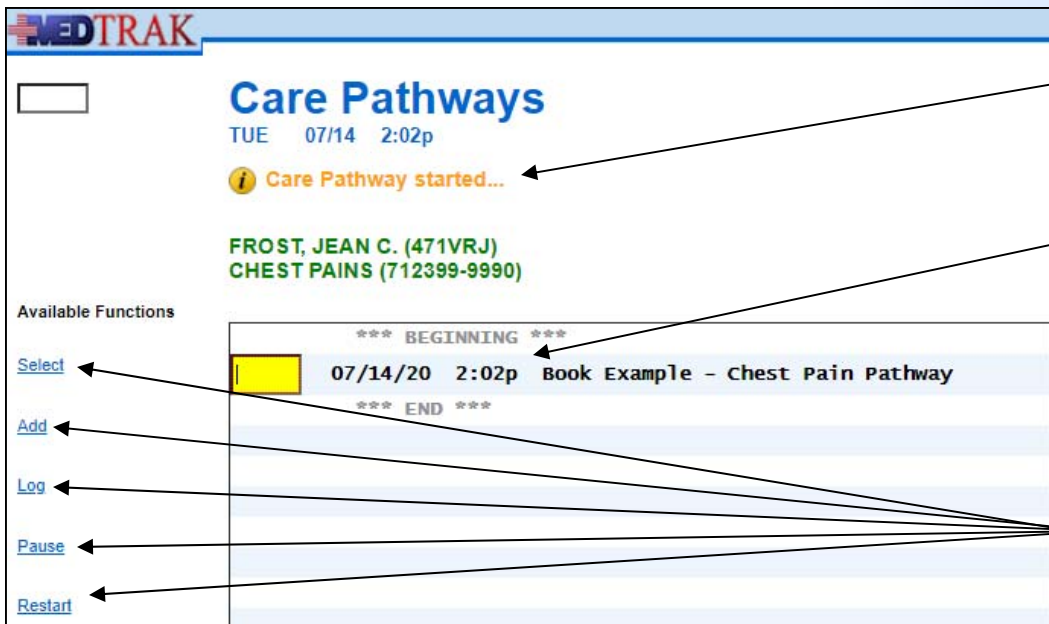 MEDTRAK
Care Pathways
TUE 07/14 2:02p
i Care Pathway started...
FROST, JEAN C. (471VRJ)
CHEST PAINS (712399-9990)
Available Functions
*** BEGINNING ***
Select
07/14/20 2:02p Book Example - Chest Pain Pathway
*** END ***
Add
Log
Pause
Restart